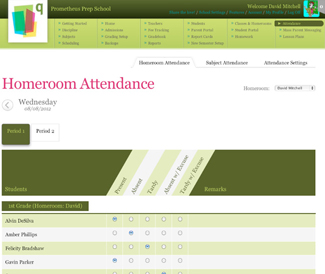 q
Prometheus Prep School
Welcome David Mitchell
Getting Started
Discipline
Subjects
Scheduling
Home
Admissions
Grading Setup
Backups
Teachers
Fee Tracking
Gradebook
Reports
Students
Parent Portal
Report Cards
New Semester Setup
Classes & Homerooms
Student Portal
Homework
Attendance
Mass Parent Messaging
Lesson Plans
Homeroom Attendance
Subject Attendance
Attendance Settings
Homeroom Attendance
Homeroom: David Mitchell
Wednesday
08/08/2012
Period 1
Period 2
Students
Present
Absent
Tardy
Absent w/ Excuse
Tardy w/ Excuse
Remarks
1st Grade (Homeroom: David)
Alvin DeSilva
Amber Phillips
Felicity Bradshaw
Gavin Parker